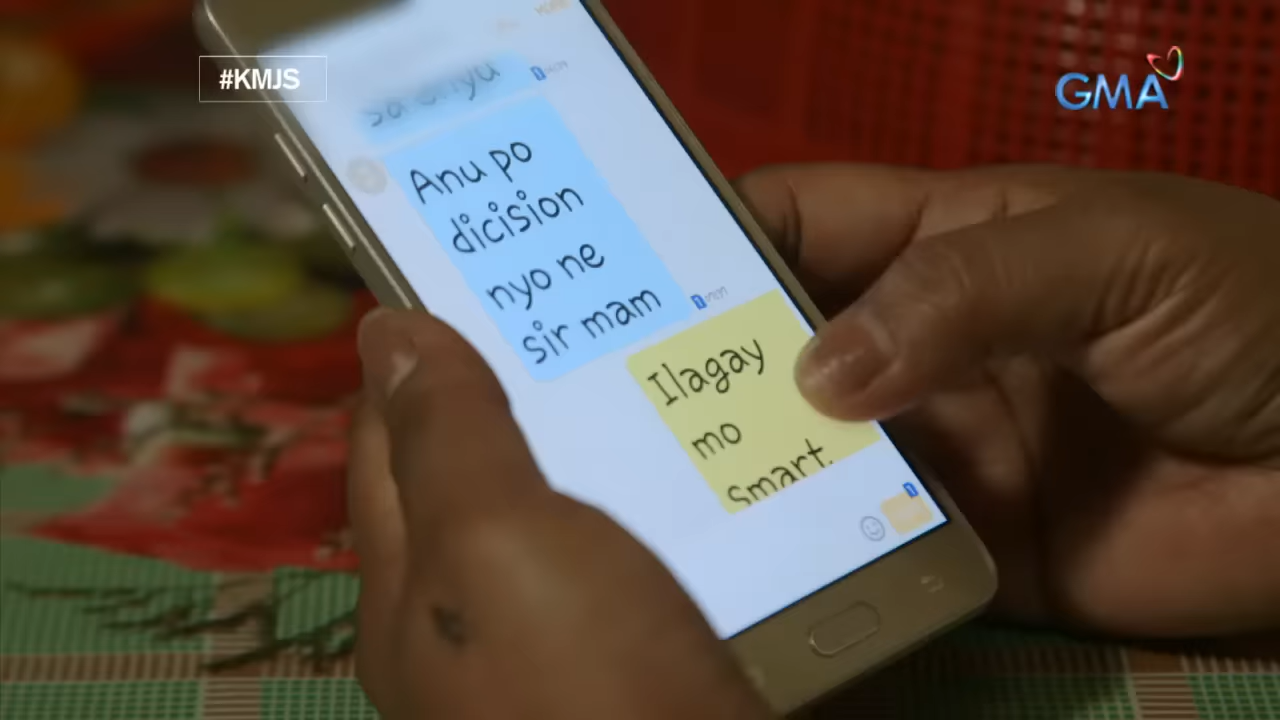 #KMJS
GMA
Anu po
dicision
nyo ne
sir mam
Ilagay
mo
Smart.